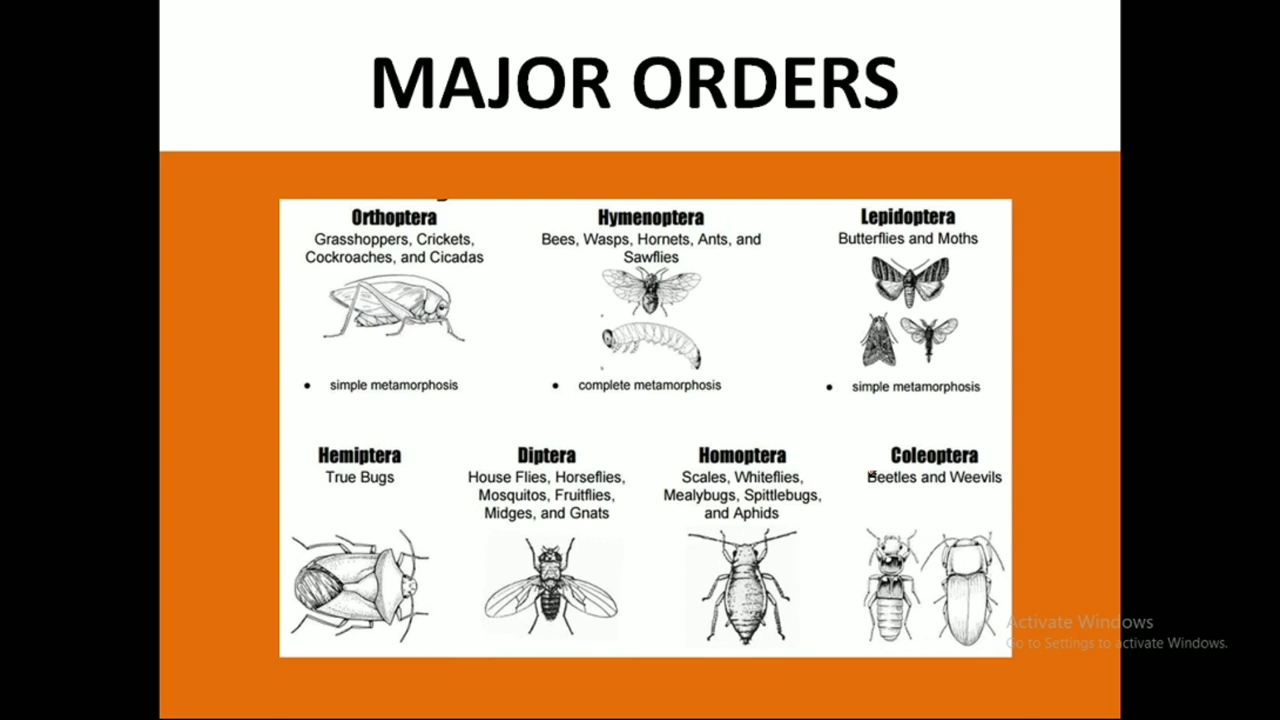 MAJOR ORDERS
Orthoptera
Grasshoppers, Crickets,
Cockroaches, and Cicadas
• simple metamorphosis
Hymenoptera
Bees, Wasps, Hornets, Ants, and
Sawflies
• complete metamorphosis
Lepidoptera
Butterflies and Moths
• simple metamorphosis
Hemiptera
True Bugs
Diptera
House Flies, Horseflies,
Mosquitos, Fruitflies,
Midges, and Gnats
Homoptera
Scales, Whiteflies,
Mealybugs, Spittlebugs,
and Aphids
Coleoptera
Beetles and Weevils
Activate Windows
Go to Settings to activate Windows.